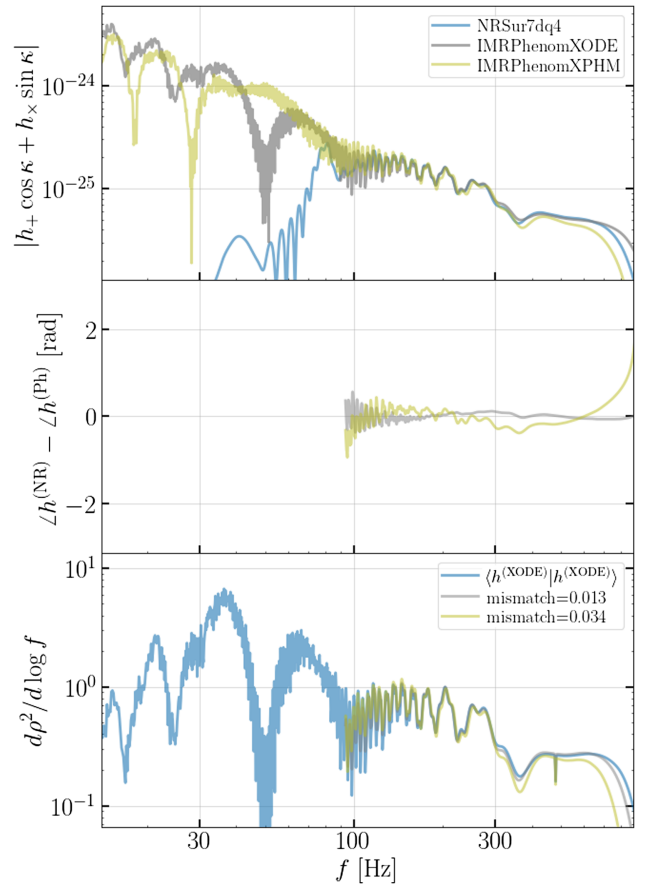 |h₊ cos κ + hₓ sin κ|
10⁻²⁴
10⁻²⁵
NRSur7dq4
IMRPhenomXODE
IMRPhenomXPHM
∠h⁽ᴺᴿ⁾ − ∠h⁽ᴾʰ⁾ [rad]
2
0
−2
dρ²/d log f
10¹
10⁰
10⁻¹
⟨h⁽ˣᴼᴰᴱ⁾|h⁽ˣᴼᴰᴱ⁾⟩
mismatch=0.013
mismatch=0.034
30 100 300
f [Hz]